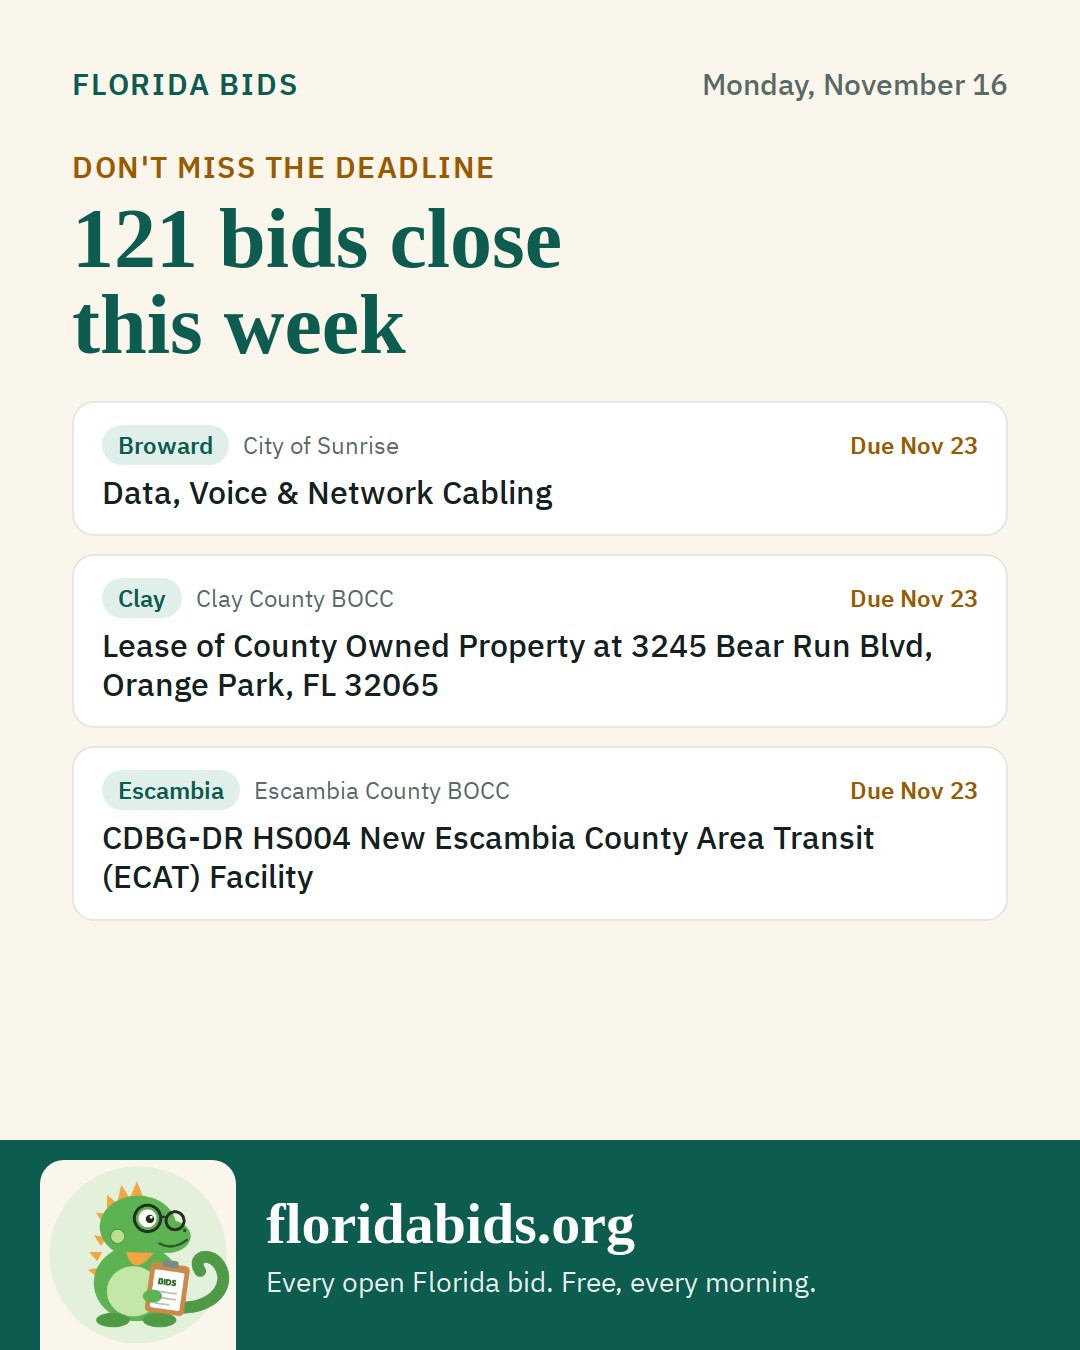 FLORIDA BIDS
Monday, November 16
DON'T MISS THE DEADLINE
121 bids close
this week
Broward City of Sunrise Due Nov 23
Data, Voice & Network Cabling
Clay Clay County BOCC Due Nov 23
Lease of County Owned Property at 3245 Bear Run Blvd,
Orange Park, FL 32065
Escambia Escambia County BOCC Due Nov 23
CDBG-DR HS004 New Escambia County Area Transit
(ECAT) Facility
BIDS
floridabids.org
Every open Florida bid. Free, every morning.